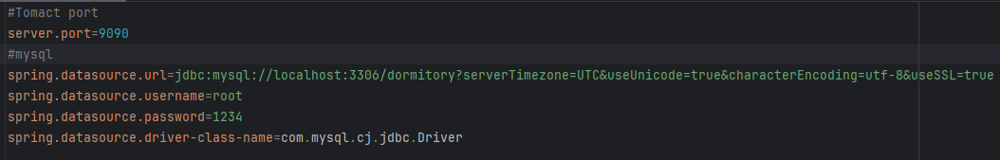 #Tomact port
server.port=9090
#mysql
spring.datasource.url=jdbc:mysql://localhost:3306/dormitory?serverTimezone=UTC&useUnicode=true&characterEncoding=utf-8&useSSL=true
spring.datasource.username=root
spring.datasource.password=1234
spring.datasource.driver-class-name=com.mysql.cj.jdbc.Driver